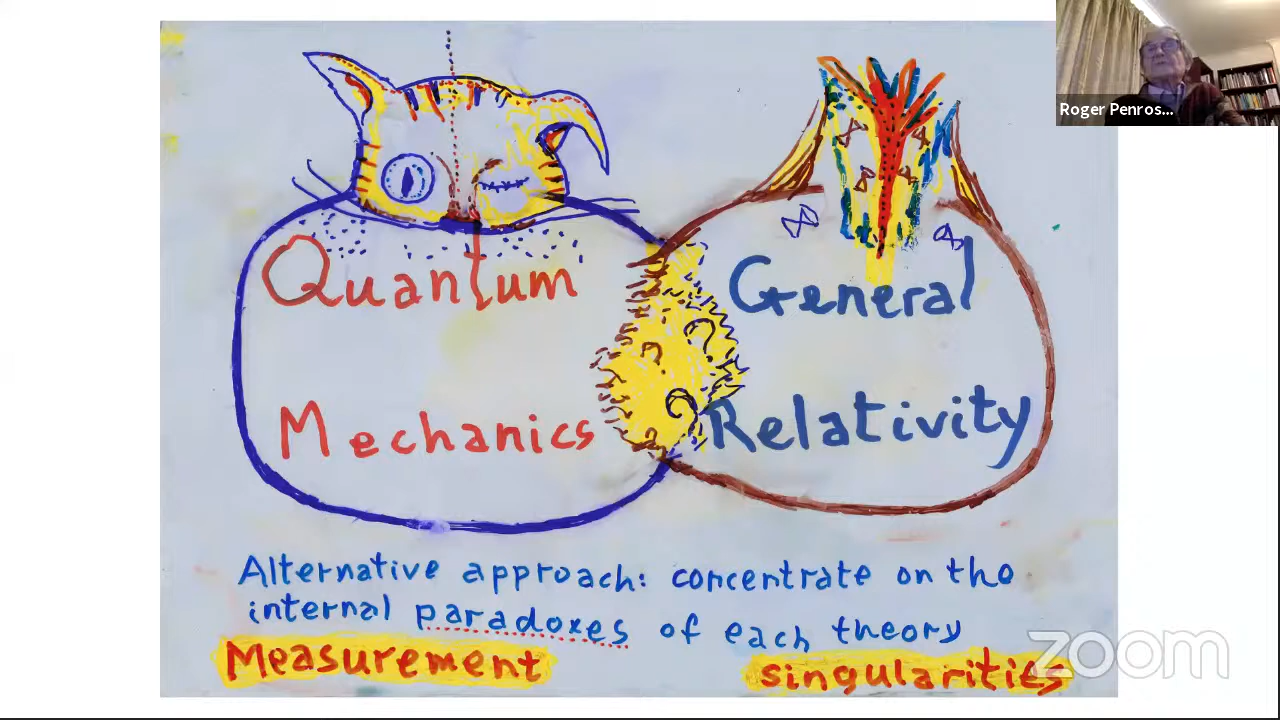 Roger Penros...
Quantum
Mechanics
General
Relativity
Alternative approach: concentrate on the
internal paradoxes of each theory
Measurement
singularities
zoom